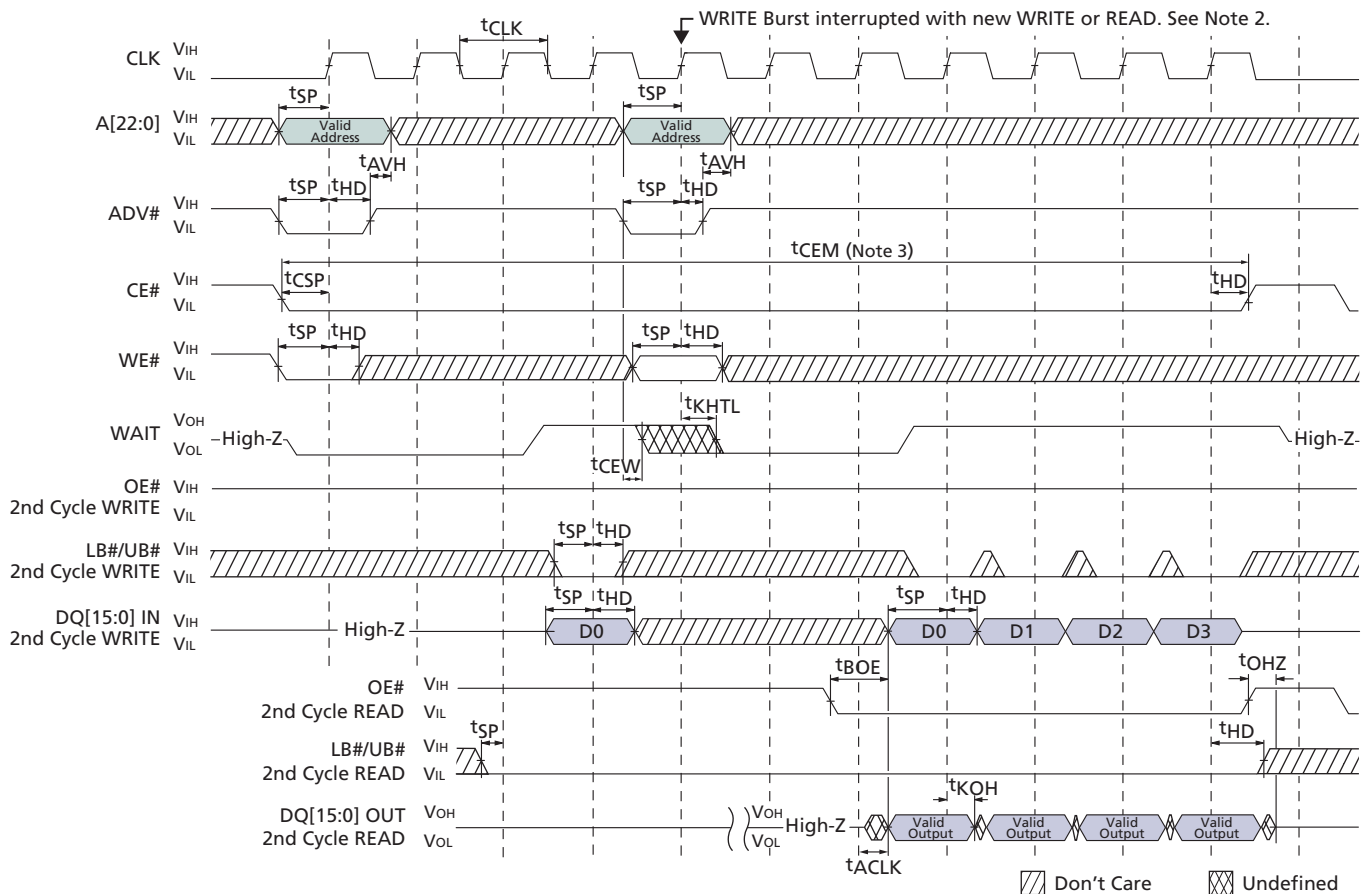 WRITE Burst interrupted with new WRITE or READ. See Note 2.
tCLK
CLK VIH
VIL
tSP tSP
A[22:0] VIH
VIL
Valid Address Valid Address
tAVH tAVH
tSP tHD tSP tHD
ADV# VIH
VIL
tCEM (Note 3)
CE# VIH
VIL
tCSP tHD
tSP tHD tSP tHD
WE# VIH
VIL
tKHTL
WAIT VOH
VOL
High-Z High-Z
tCEW
OE# VIH
2nd Cycle WRITE VIL
tSP tHD
LB#/UB# VIH
2nd Cycle WRITE VIL
tSP tHD tSP tHD
DQ[15:0] IN VIH
2nd Cycle WRITE VIL
High-Z D0 D0 D1 D2 D3
tBOE tOHZ
OE# VIH
2nd Cycle READ VIL
tSP tHD
LB#/UB# VIH
2nd Cycle READ VIL
tKOH
DQ[15:0] OUT VOH
2nd Cycle READ VOL
VOH
VOL
High-Z
Valid Output Valid Output Valid Output Valid Output
tACLK
Don't Care Undefined